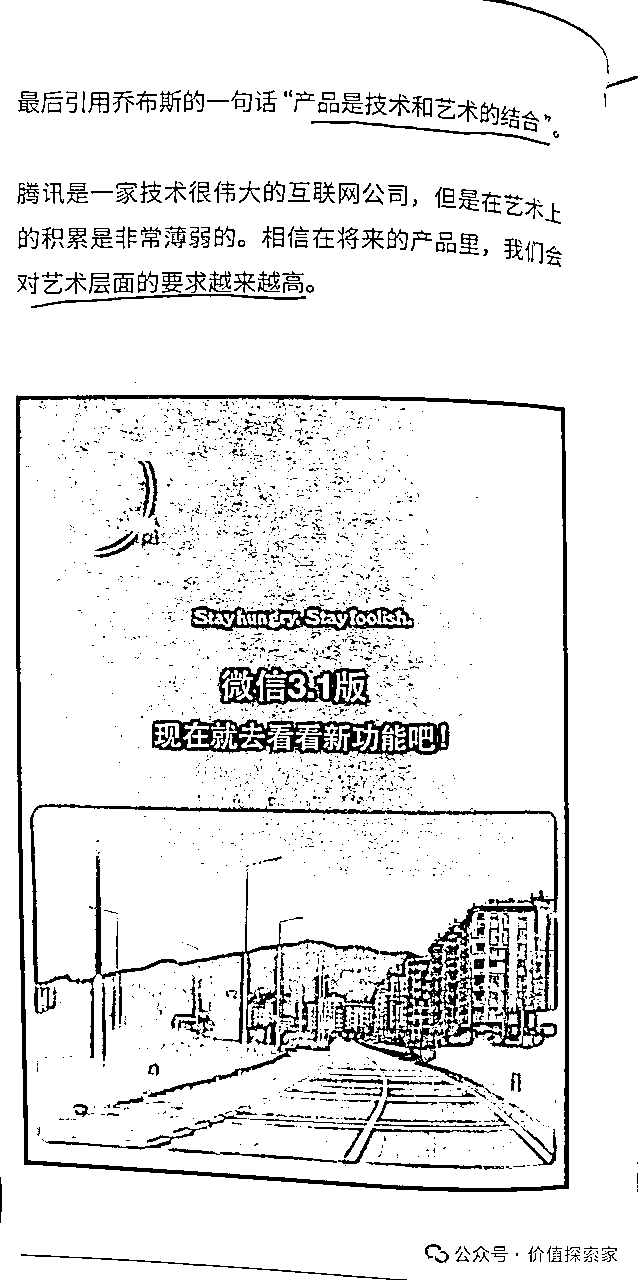 最后引用乔布斯的一句话“产品是技术和艺术的结合”。
腾讯是一家技术很伟大的互联网公司，但是在艺术上
的积累是非常薄弱的。相信在将来的产品里，我们会
对艺术层面的要求越来越高。
Stay hungry. Stay foolish.
微信3.1版
现在就去看看新功能吧！
公众号·价值探索家